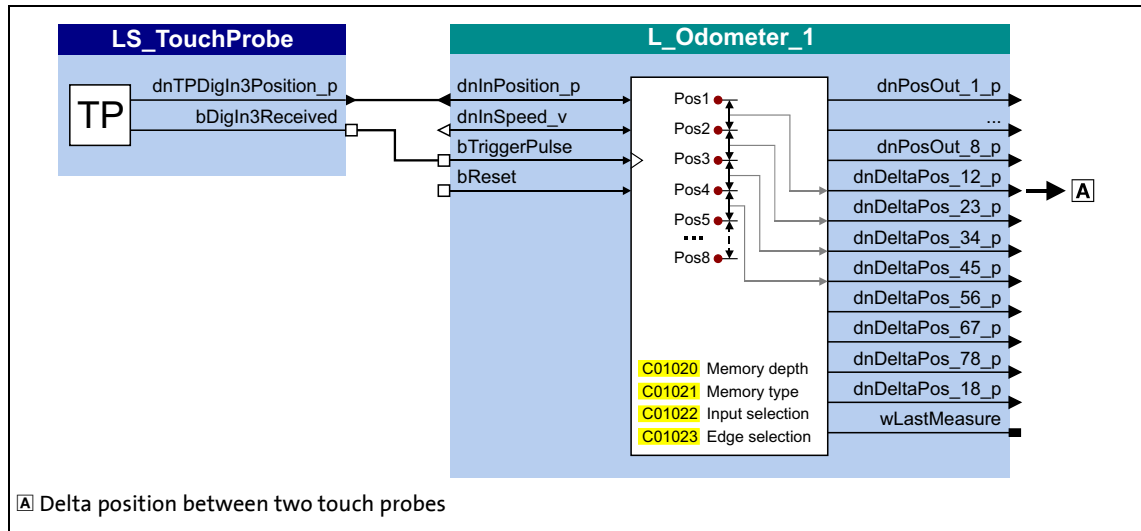 LS_TouchProbe
TP
dnTPDigIn3Position_p
bDigIn3Received
L_Odometer_1
dnInPosition_p
dnInSpeed_v
bTriggerPulse
bReset
Pos1
Pos2
Pos3
Pos4
Pos5
...
Pos8
C01020 Memory depth
C01021 Memory type
C01022 Input selection
C01023 Edge selection
dnPosOut_1_p
...
dnPosOut_8_p
dnDeltaPos_12_p
A
dnDeltaPos_23_p
dnDeltaPos_34_p
dnDeltaPos_45_p
dnDeltaPos_56_p
dnDeltaPos_67_p
dnDeltaPos_78_p
dnDeltaPos_18_p
wLastMeasure
A Delta position between two touch probes